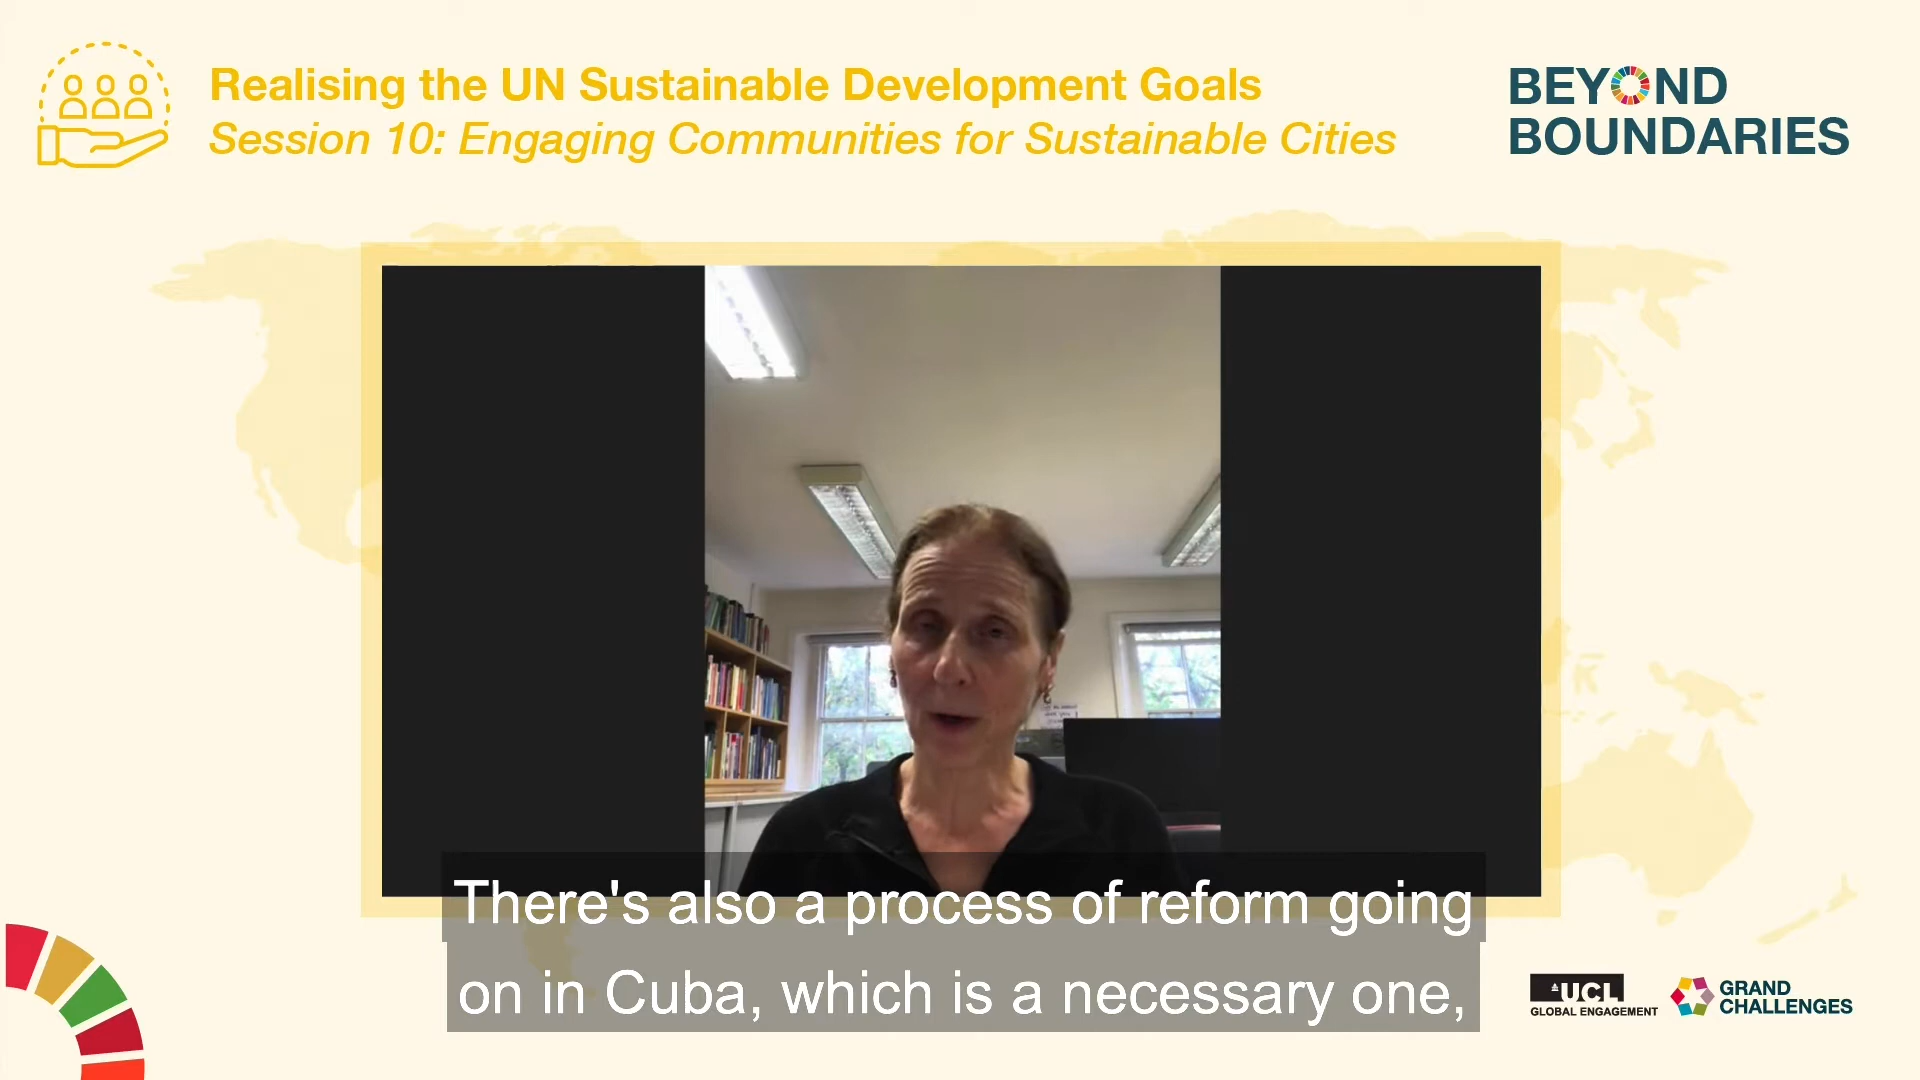 Realising the UN Sustainable Development Goals
Session 10: Engaging Communities for Sustainable Cities
BEYOND
BOUNDARIES
There's also a process of reform going
on in Cuba, which is a necessary one,
UCL
GLOBAL ENGAGEMENT
GRAND
CHALLENGES